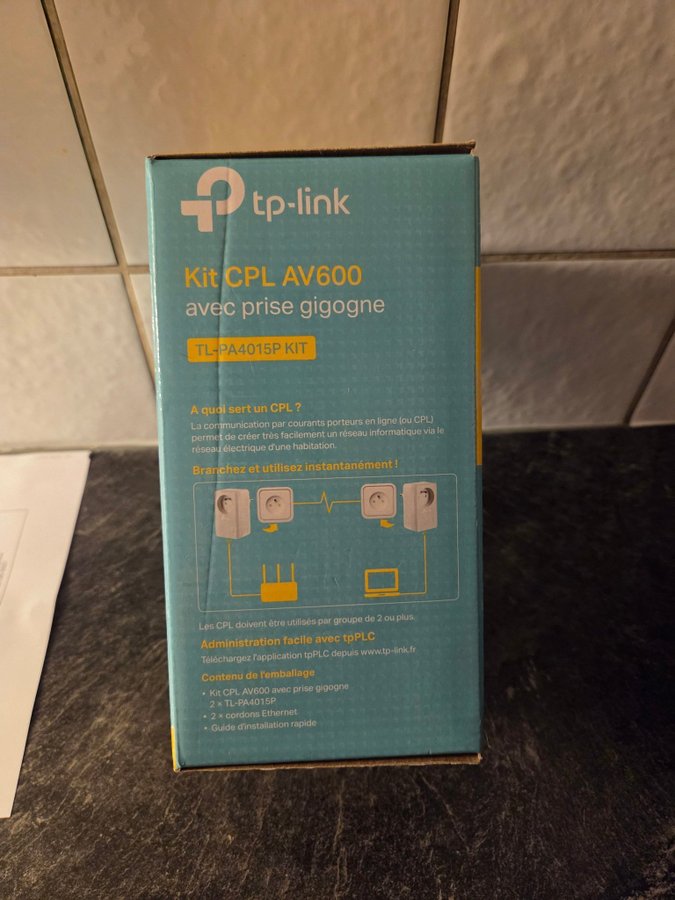 tp-link
Kit CPL AV600
avec prise gigogne
TL-PA4015P KIT
A quoi sert un CPL ?
La communication par courants porteurs en ligne (ou CPL)
permet de créer très facilement un réseau informatique via le
réseau électrique d'une habitation.
Branchez et utilisez instantanément !
Les CPL doivent être utilisés par groupe de 2 ou plus.
Administration facile avec tpPLC
Téléchargez l'application tpPLC depuis www.tp-link.fr
Contenu de l'emballage
• Kit CPL AV600 avec prise gigogne
2 × TL-PA4015P
• 2 × cordons Ethernet
• Guide d'installation rapide